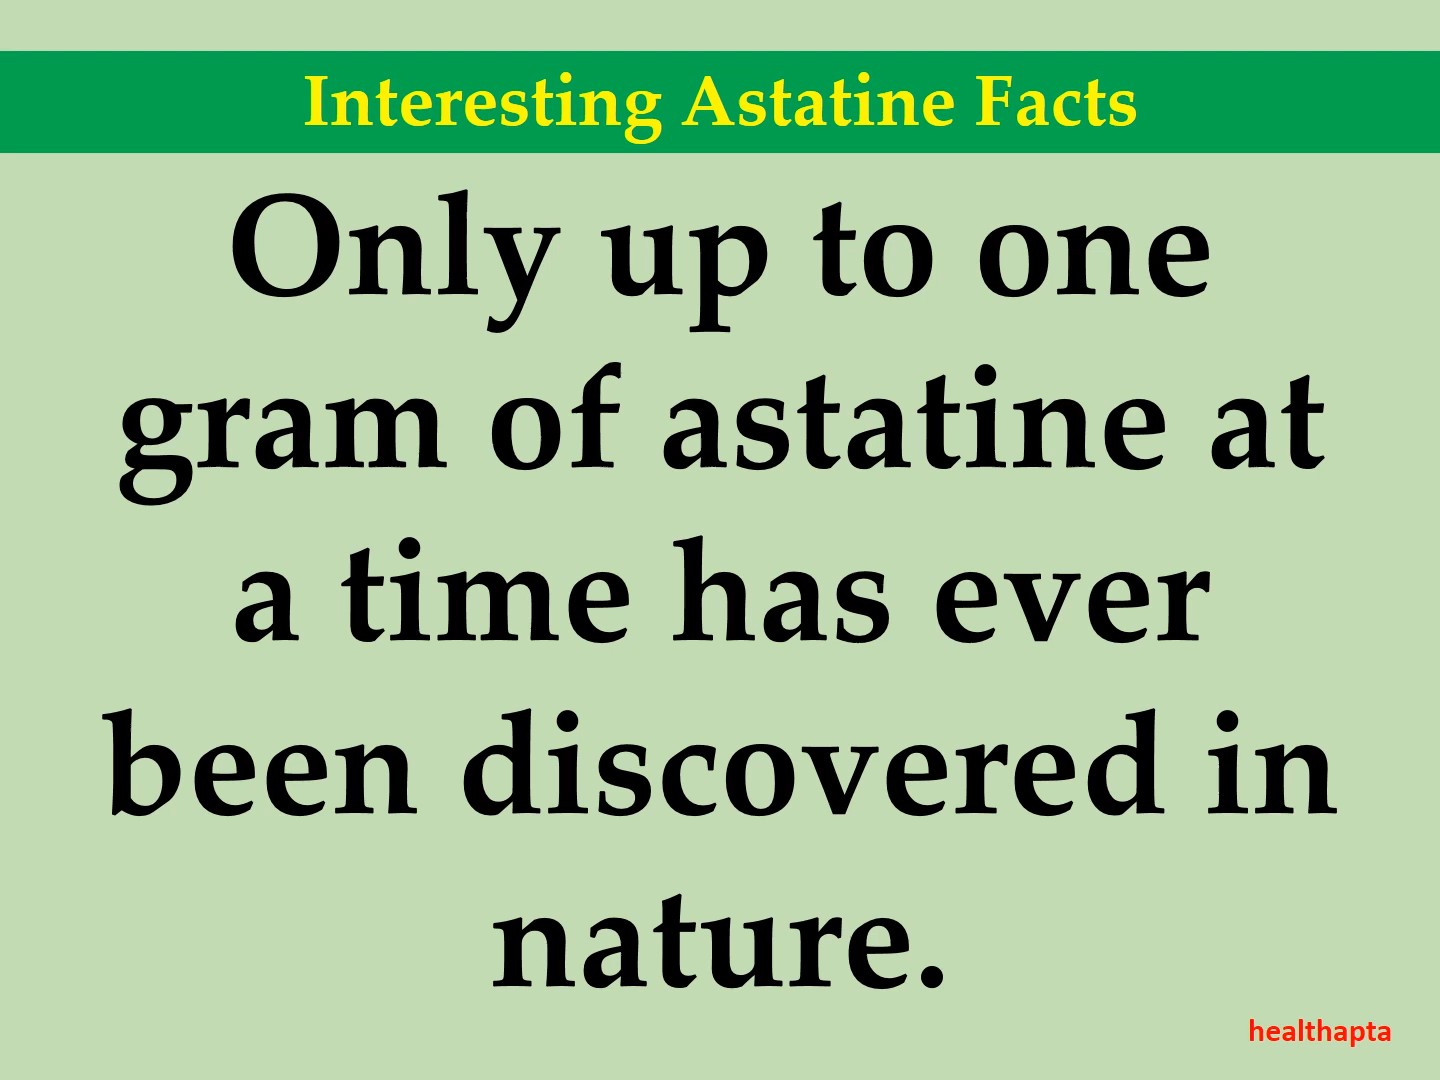 Interesting Astatine Facts
Only up to one
gram of astatine at
a time has ever
been discovered in
nature.
healthapta